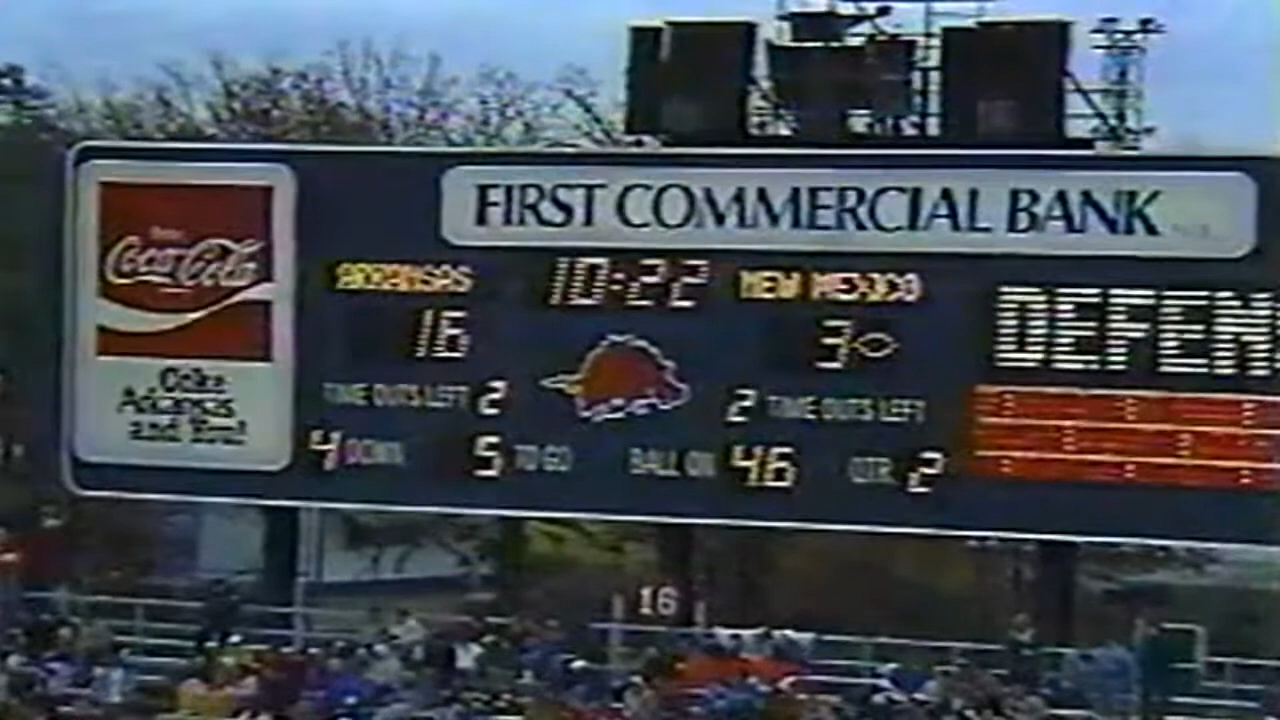 FIRST COMMERCIAL BANK
Coca-Cola
Coke
Arkansas
and You!
ARKANSAS 10:22 NEW MEXICO
16 3
DEFEN
TIME OUTS LEFT 2 2 TIME OUTS LEFT
4 DOWN 5 TO GO BALL ON 46 QTR. 2
16